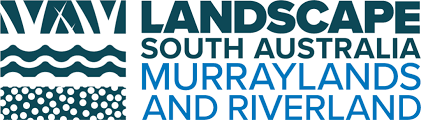 LANDSCAPE
SOUTH AUSTRALIA
MURRAYLANDS
AND RIVERLAND